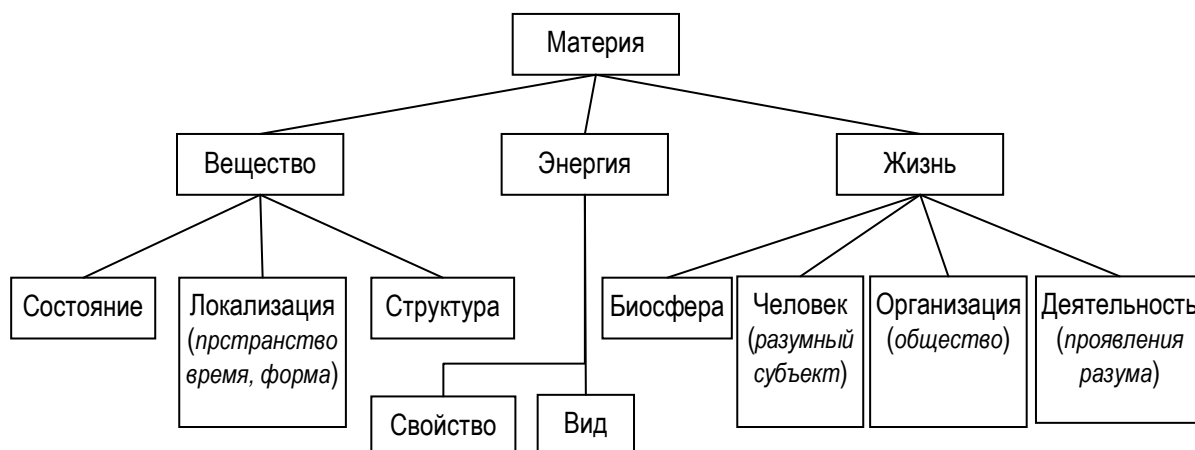 Материя
Вещество
Энергия
Жизнь
Состояние
Локализация
(прстранство
время, форма)
Структура
Биосфера
Человек
(разумный
субъект)
Организация
(общество)
Деятельность
(проявления
разума)
Свойство
Вид